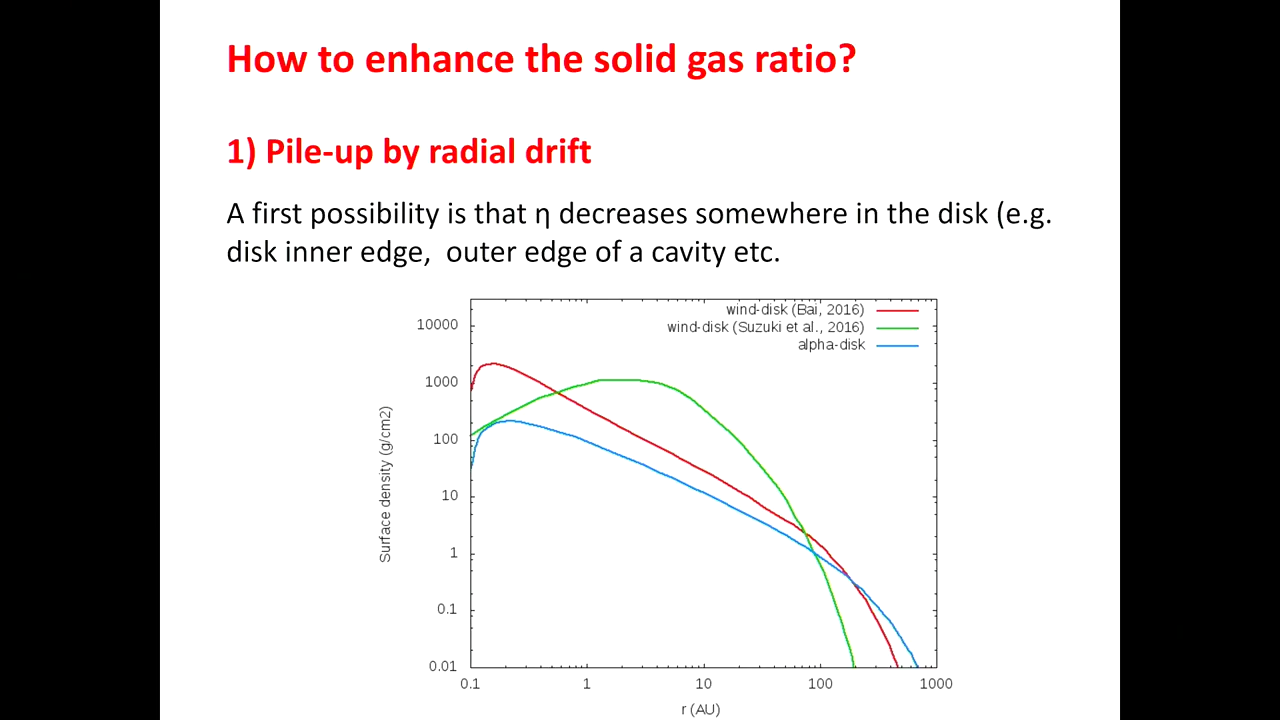 How to enhance the solid gas ratio?
1) Pile-up by radial drift
A first possibility is that η decreases somewhere in the disk (e.g.
disk inner edge, outer edge of a cavity etc.
wind-disk (Bai, 2016)
wind-disk (Suzuki et al., 2016)
alpha-disk
10000
1000
100
10
1
0.1
0.01
Surface density (g/cm2)
0.1 1 10 100 1000
r (AU)